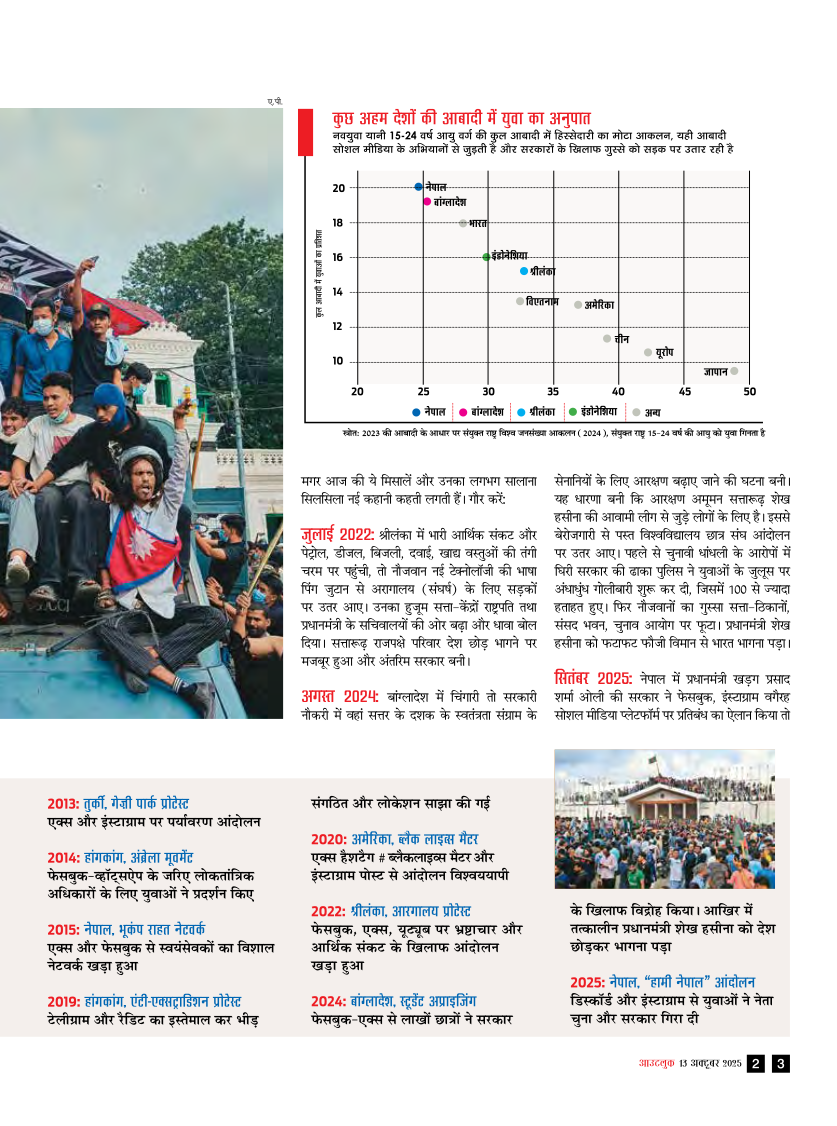 ए.पी.
कुछ अहम देशों की आबादी में युवा का अनुपात
नवयुवा यानी 15-24 वर्ष आयु वर्ग की कुल आबादी में हिस्सेदारी का मोटा आकलन, यही आबादी
सोशल मीडिया के अभियानों से जुड़ती है और सरकारों के खिलाफ गुस्से को सड़क पर उतार रही है
कुल आबादी में युवाओं का प्रतिशत
20
18
16
14
12
10
नेपाल
बांग्लादेश
भारत
इंडोनेशिया
श्रीलंका
विएतनाम
अमेरिका
चीन
यूरोप
जापान
20 25 30 35 40 45 50
नेपाल बांग्लादेश श्रीलंका इंडोनेशिया अन्य
स्रोत: 2023 की आबादी के आधार पर संयुक्त राष्ट्र विश्व जनसंख्या आकलन ( 2024 ), संयुक्त राष्ट्र 15-24 वर्ष की आयु को युवा गिनता है
मगर आज की ये मिसालें और उनका लगभग सालाना
सिलसिला नई कहानी कहती लगती हैं। गौर करें:
जुलाई 2022: श्रीलंका में भारी आर्थिक संकट और
पेट्रोल, डीजल, बिजली, दवाई, खाद्य वस्तुओं की तंगी
चरम पर पहुंची, तो नौजवान नई टेक्नोलॉजी की भाषा
पिंग जुटान से अरागालय (संघर्ष) के लिए सड़कों
पर उतर आए। उनका हुजूम सत्ता-केंद्रों राष्ट्रपति तथा
प्रधानमंत्री के सचिवालयों की ओर बढ़ा और धावा बोल
दिया। सत्तारूढ़ राजपक्षे परिवार देश छोड़ भागने पर
मजबूर हुआ और अंतरिम सरकार बनी।
अगस्त 2024: बांग्लादेश में चिंगारी तो सरकारी
नौकरी में वहां सत्तर के दशक के स्वतंत्रता संग्राम के
सेनानियों के लिए आरक्षण बढ़ाए जाने की घटना बनी।
यह धारणा बनी कि आरक्षण अमूमन सत्तारूढ़ शेख
हसीना की आवामी लीग से जुड़े लोगों के लिए है। इससे
बेरोजगारी से पस्त विश्वविद्यालय छात्र संघ आंदोलन
पर उतर आए। पहले से चुनावी धांधली के आरोपों में
घिरी सरकार की ढाका पुलिस ने युवाओं के जुलूस पर
अंधाधुंध गोलीबारी शुरू कर दी, जिसमें 100 से ज्यादा
हताहत हुए। फिर नौजवानों का गुस्सा सत्ता-ठिकानों,
संसद भवन, चुनाव आयोग पर फूटा। प्रधानमंत्री शेख
हसीना को फटाफट फौजी विमान से भारत भागना पड़ा।
सितंबर 2025: नेपाल में प्रधानमंत्री खड़ग प्रसाद
शर्मा ओली की सरकार ने फेसबुक, इंस्टाग्राम वगैरह
सोशल मीडिया प्लेटफॉर्म पर प्रतिबंध का ऐलान किया तो
2013: तुर्की, गेज़ी पार्क प्रोटेस्ट
एक्स और इंस्टाग्राम पर पर्यावरण आंदोलन
2014: हांगकांग, अंब्रेला मूवमेंट
फेसबुक-व्हॉट्सऐप के जरिए लोकतांत्रिक
अधिकारों के लिए युवाओं ने प्रदर्शन किए
2015: नेपाल, भूकंप राहत नेटवर्क
एक्स और फेसबुक से स्वयंसेवकों का विशाल
नेटवर्क खड़ा हुआ
2019: हांगकांग, एंटी-एक्सट्राडिशन प्रोटेस्ट
टेलीग्राम और रैडिट का इस्तेमाल कर भीड़
संगठित और लोकेशन साझा की गई
2020: अमेरिका, ब्लैक लाइव्स मैटर
एक्स हैशटैग # ब्लैकलाइव्स मैटर और
इंस्टाग्राम पोस्ट से आंदोलन विश्वव्यापी
2022: श्रीलंका, आरगालय प्रोटेस्ट
फेसबुक, एक्स, यूट्यूब पर भ्रष्टाचार और
आर्थिक संकट के खिलाफ आंदोलन
खड़ा हुआ
2024: बांग्लादेश, स्टूडेंट अप्राइजिंग
फेसबुक-एक्स से लाखों छात्रों ने सरकार
के खिलाफ विद्रोह किया। आखिर में
तत्कालीन प्रधानमंत्री शेख हसीना को देश
छोड़कर भागना पड़ा
2025: नेपाल, “हामी नेपाल” आंदोलन
डिस्कॉर्ड और इंस्टाग्राम से युवाओं ने नेता
चुना और सरकार गिरा दी
आउटलुक 13 अक्टूबर 2025 2 3